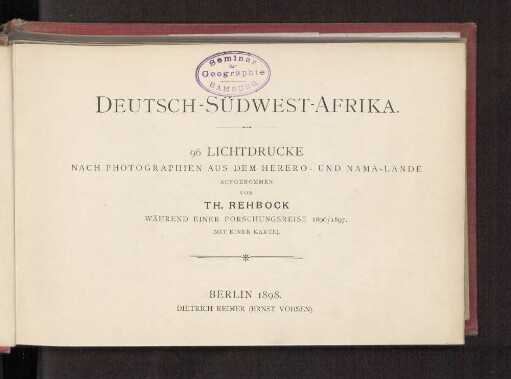 Seminar
für
Geographie
HAMBURG.
DEUTSCH-SÜDWEST-AFRIKA.
96 LICHTDRUCKE
NACH PHOTOGRAPHIEN AUS DEM HERERO- UND NAMA-LANDE
AUFGENOMMEN
VON
TH. REHBOCK
WÄHREND EINER FORSCHUNGSREISE 1896/1897.
(MIT EINER KARTE).
BERLIN 1898.
DIETRICH REIMER (ERNST VOHSEN).